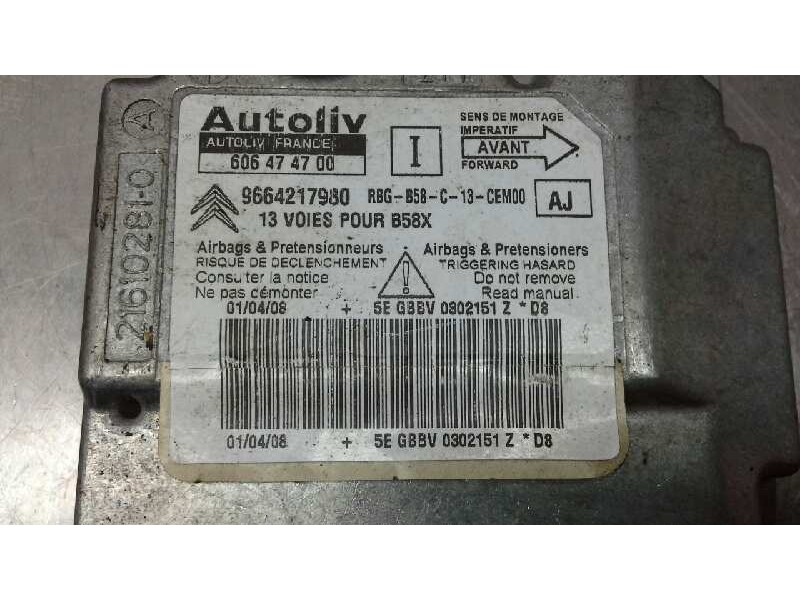 Autoliv
AUTOLIV FRANCE
606 47 47 00
I
SENS DE MONTAGE
IMPERATIF
AVANT
FORWARD
9664217980 RBG-B58-C-13-CEM00
AJ
13 VOIES POUR B58X
Airbags & Pretensionneurs
RISQUE DE DECLENCHEMENT
Consulter la notice
Ne pas démonter
!
Airbags & Pretensioners
TRIGGERING HASARD
Do not remove
Read manual
01/04/08 + 5E GBBV 0302151 Z *D8
01/04/08 + 5E GBBV 0302151 Z *D8
A
21610281-0